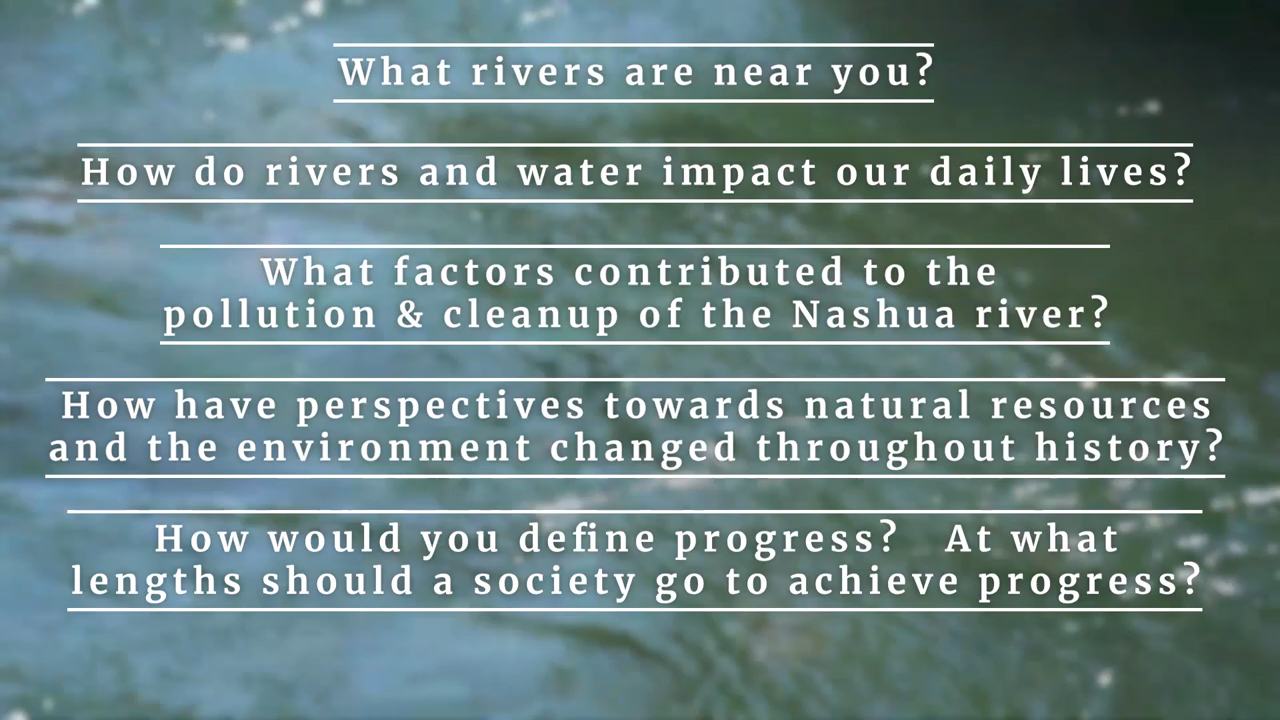 What rivers are near you?
How do rivers and water impact our daily lives?
What factors contributed to the
pollution & cleanup of the Nashua river?
How have perspectives towards natural resources
and the environment changed throughout history?
How would you define progress? At what
lengths should a society go to achieve progress?